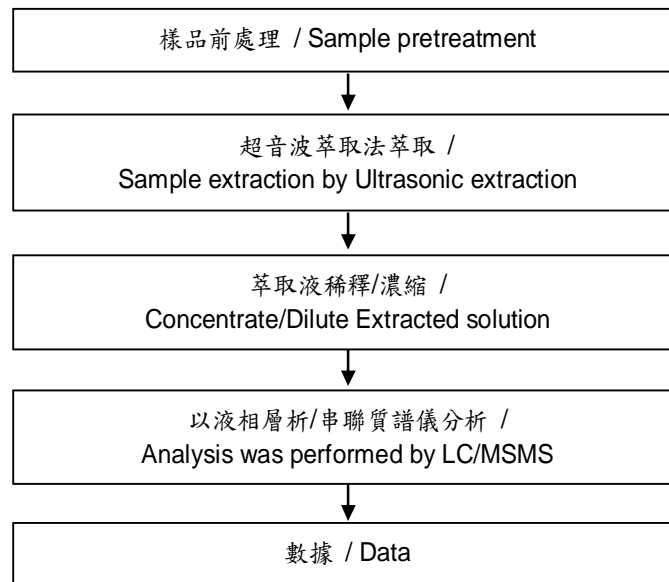 樣品前處理 / Sample pretreatment
超音波萃取法萃取 /
Sample extraction by Ultrasonic extraction
萃取液稀釋/濃縮 /
Concentrate/Dilute Extracted solution
以液相層析/串聯質譜儀分析 /
Analysis was performed by LC/MSMS
數據 / Data